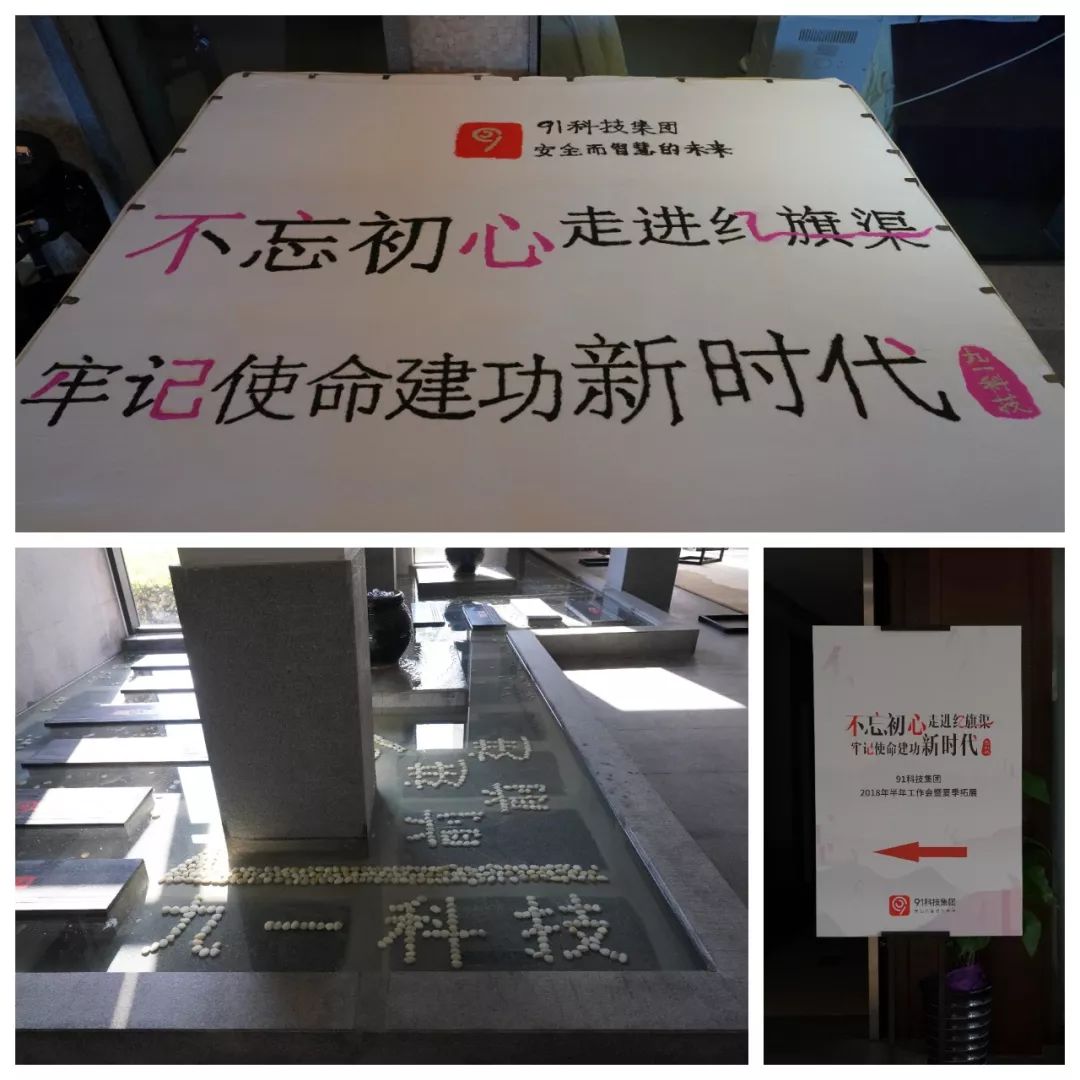 91科技集团
安全而智慧的未来
不忘初心走进红旗渠
牢记使命建功新时代
九一科技
九一科技
不忘初心走进红旗渠
牢记使命建功新时代
91科技集团
2018年半年工作会暨夏季拓展
91科技集团